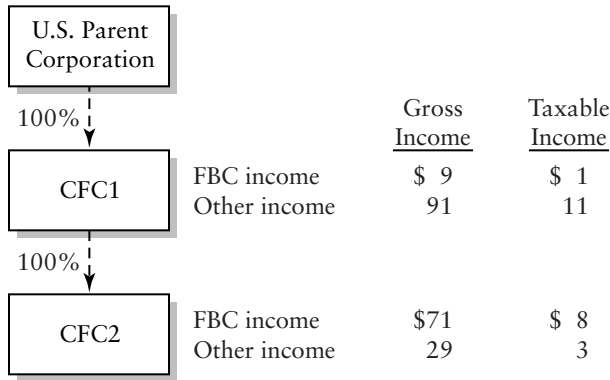 U.S. Parent
Corporation
100%
Gross Taxable
Income Income
CFC1
FBC income $ 9 $ 1
Other income 91 11
100%
CFC2
FBC income $71 $ 8
Other income 29 3